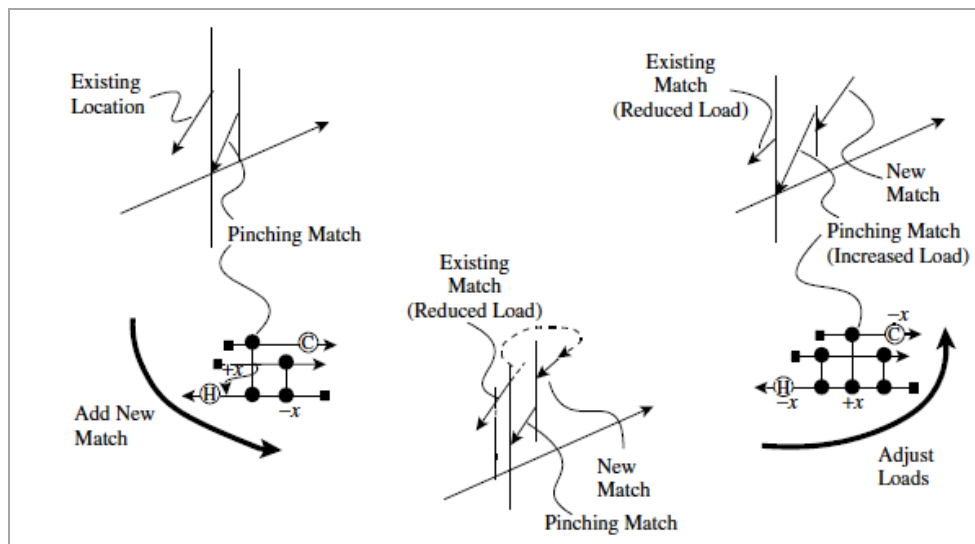 Existing
Location
Pinching Match
C
+x
H
-x
Add New
Match
Existing
Match
(Reduced Load)
New
Match
Pinching Match
Existing
Match
(Reduced Load)
New
Match
Pinching Match
(Increased Load)
-x
C
H
-x
+x
Adjust
Loads